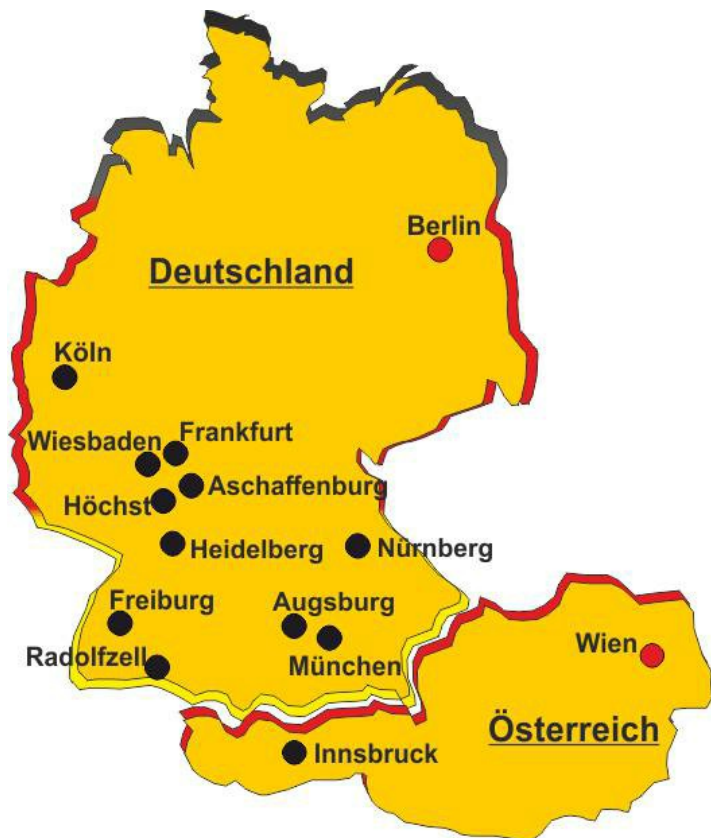 Berlin
Deutschland
Köln
Frankfurt
Wiesbaden
Aschaffenburg
Höchst
Heidelberg
Nürnberg
Freiburg
Augsburg
Wien
Radolfzell
München
Österreich
Innsbruck